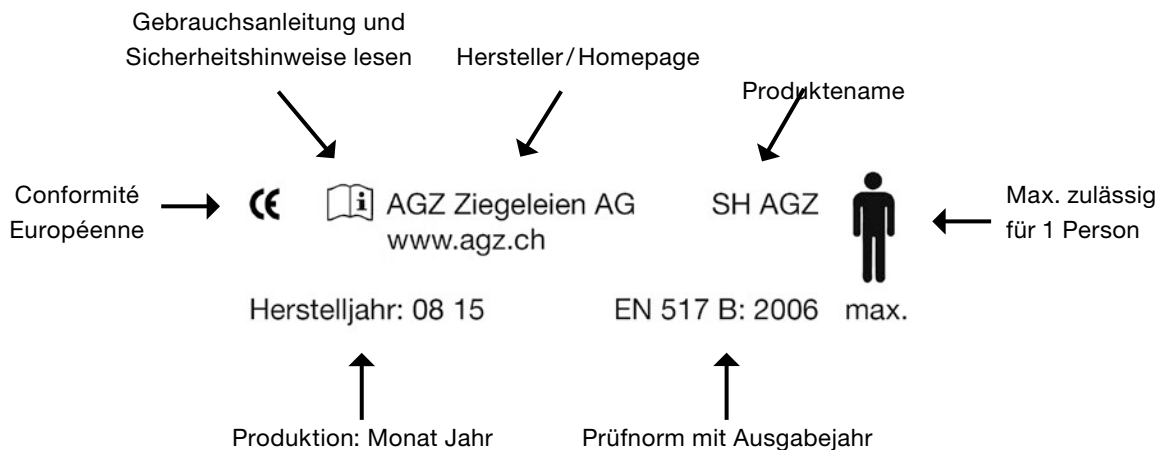 Gebrauchsanleitung und
Sicherheitshinweise lesen
Hersteller/Homepage
Produktename
Conformité
Européenne
CE
i
AGZ Ziegeleien AG
www.agz.ch
SH AGZ
Max. zulässig
für 1 Person
Herstelljahr: 08 15
EN 517 B: 2006
max.
Produktion: Monat Jahr
Prüfnorm mit Ausgabejahr